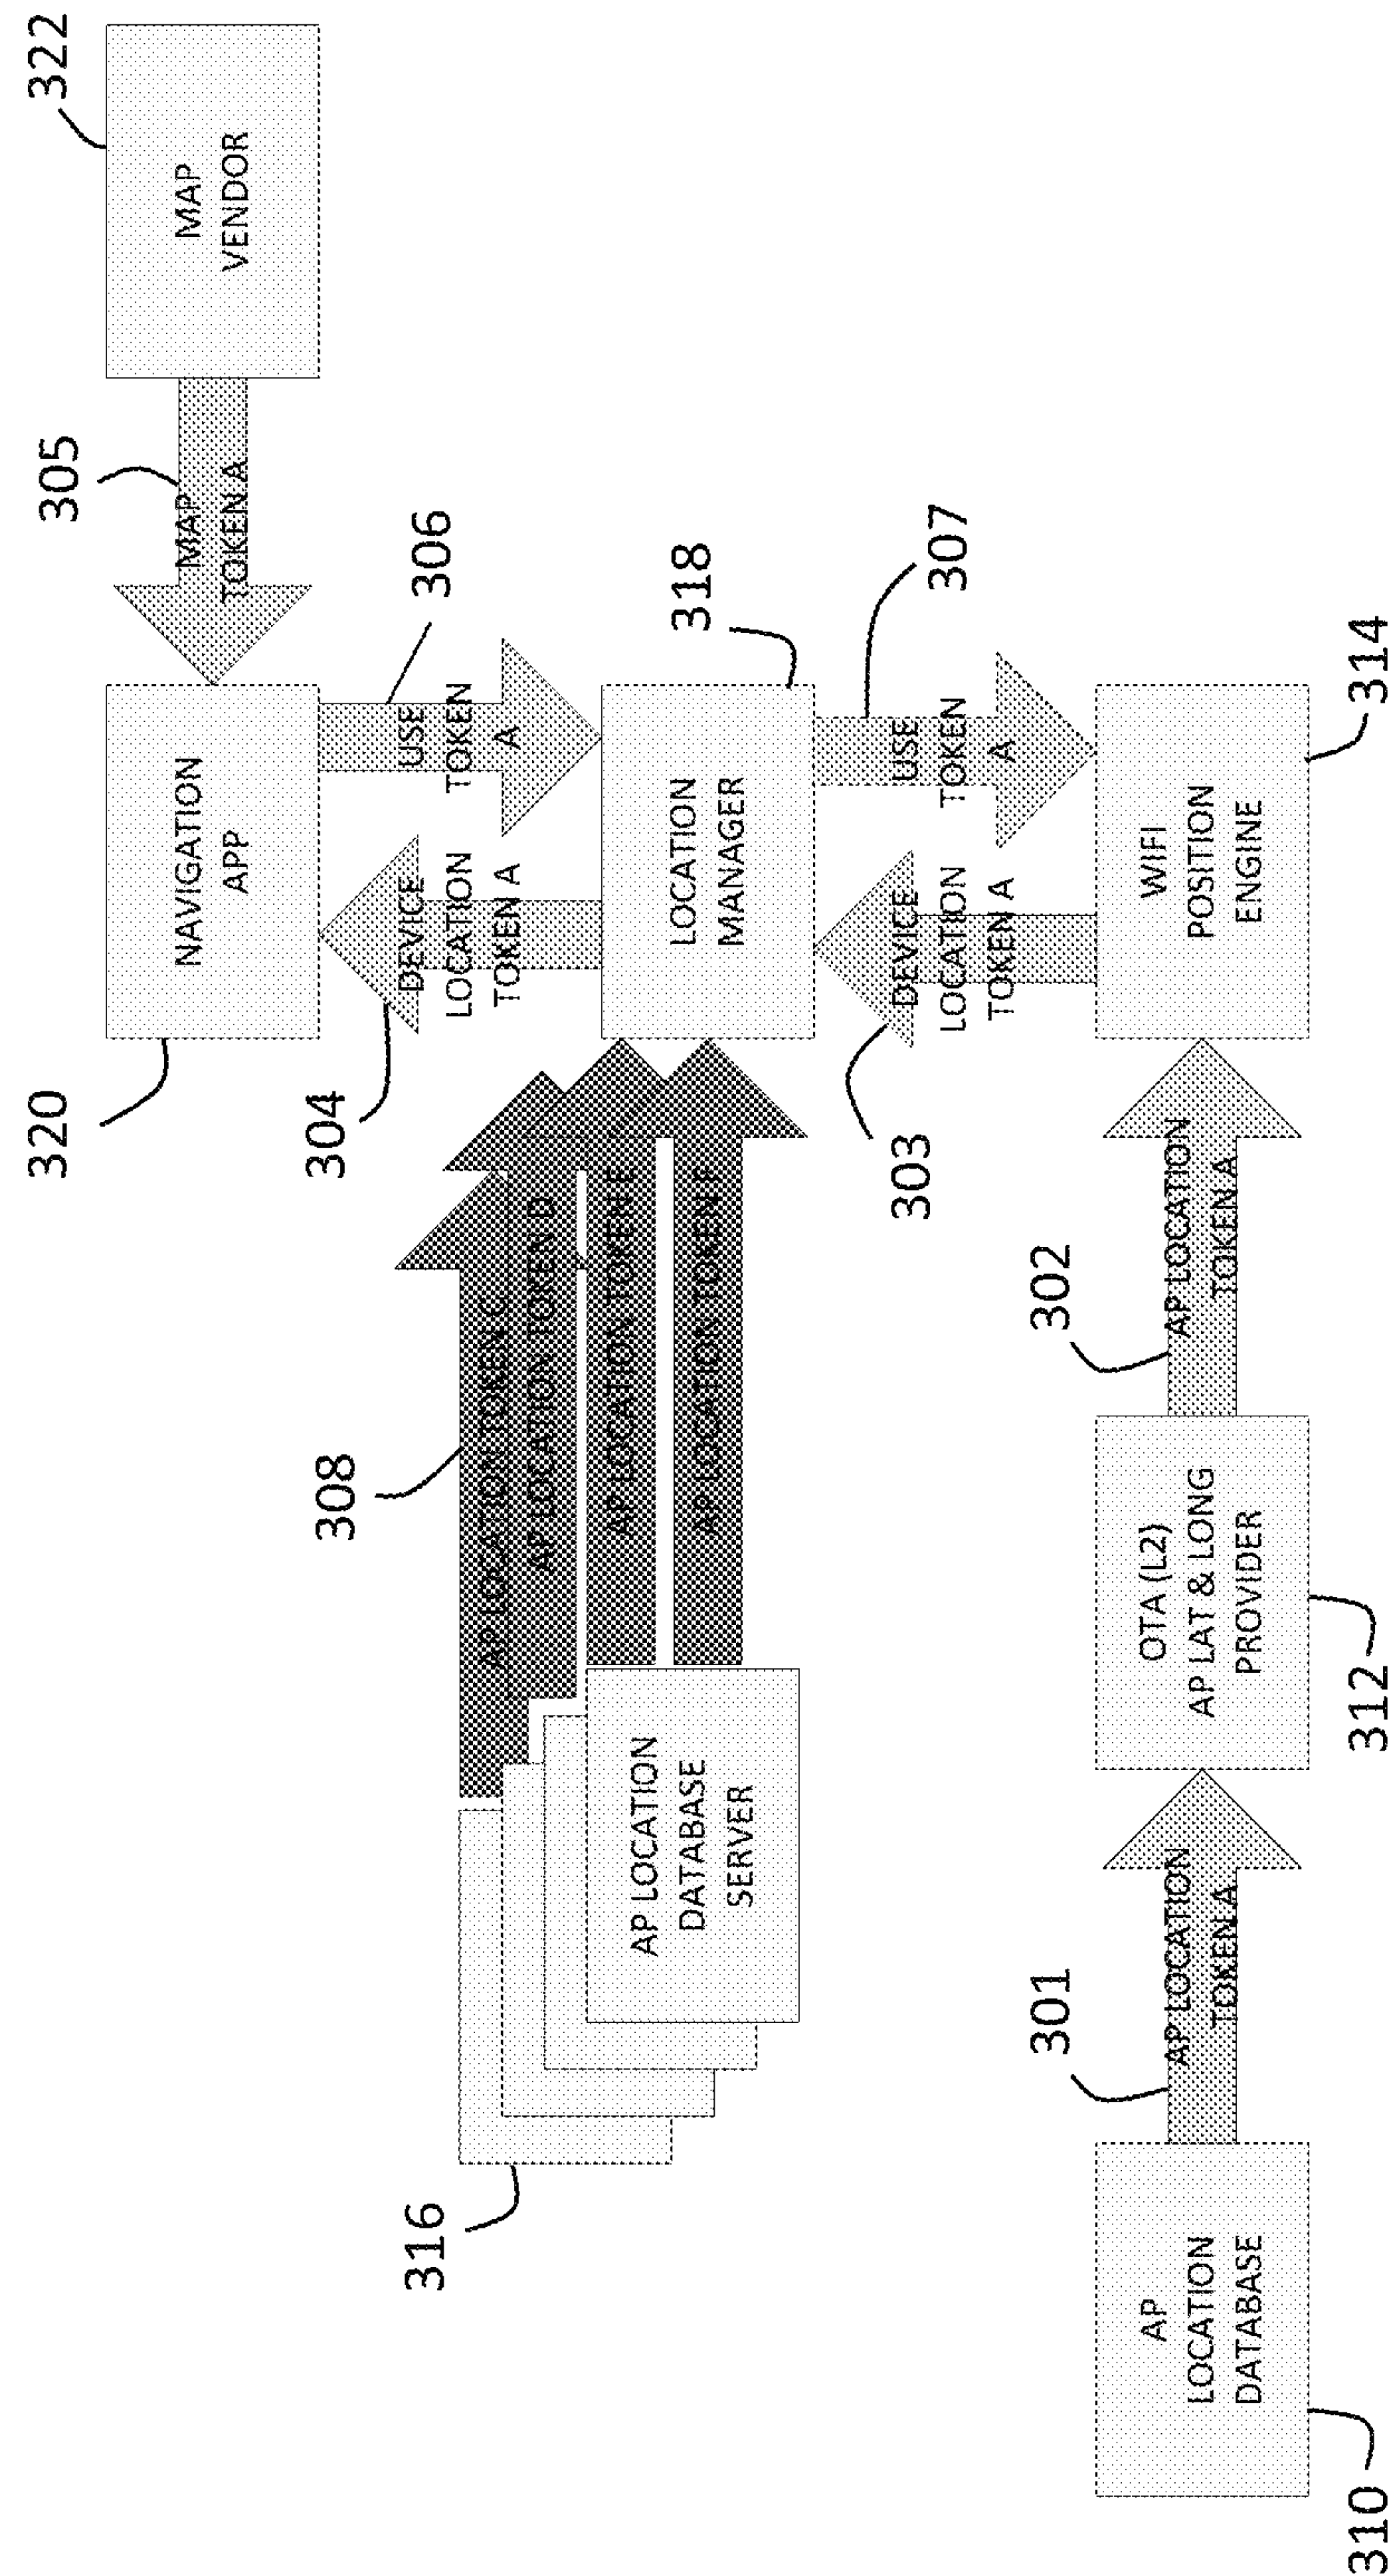 320
305
322
NAVIGATION
APP
MAP
TOKEN A
MAP
VENDOR
304
306
DEVICE
LOCATION
TOKEN A
USE
TOKEN
A
316
308
AP LOCATION TOKEN C
AP LOCATION TOKEN D
AP LOCATION TOKEN E
AP LOCATION TOKEN F
AP LOCATION
DATABASE
SERVER
318
LOCATION
MANAGER
303
307
DEVICE
LOCATION
TOKEN A
USE
TOKEN
A
301
302
AP
LOCATION
DATABASE
AP LOCATION
TOKEN A
OTA (L2)
AP LAT & LONG
PROVIDER
AP LOCATION
TOKEN A
WIFI
POSITION
ENGINE
310
312
314